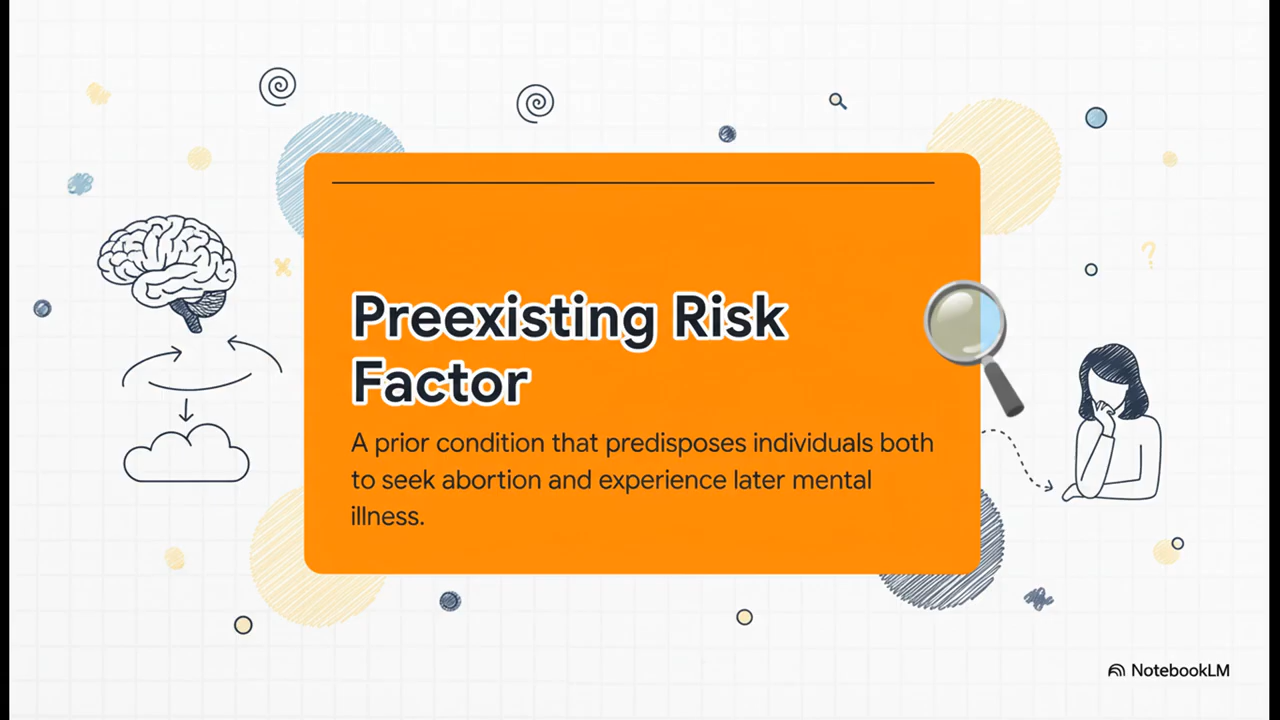 Preexisting Risk
Factor
A prior condition that predisposes individuals both
to seek abortion and experience later mental
illness.
?
NotebookLM